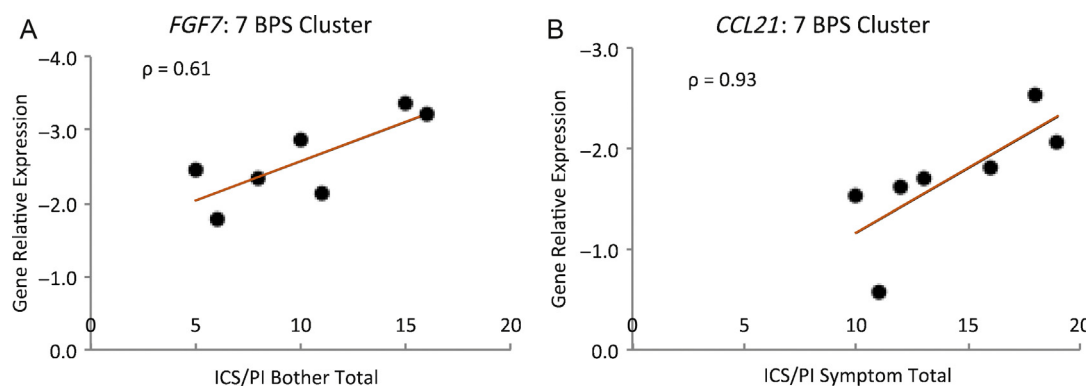 A
FGF7: 7 BPS Cluster
–4.0
–3.0
–2.0
–1.0
0.0
ρ = 0.61
0
5
10
15
20
Gene Relative Expression
ICS/PI Bother Total
B
CCL21: 7 BPS Cluster
–3.0
–2.0
–1.0
0.0
ρ = 0.93
0
5
10
15
20
Gene Relative Expression
ICS/PI Symptom Total